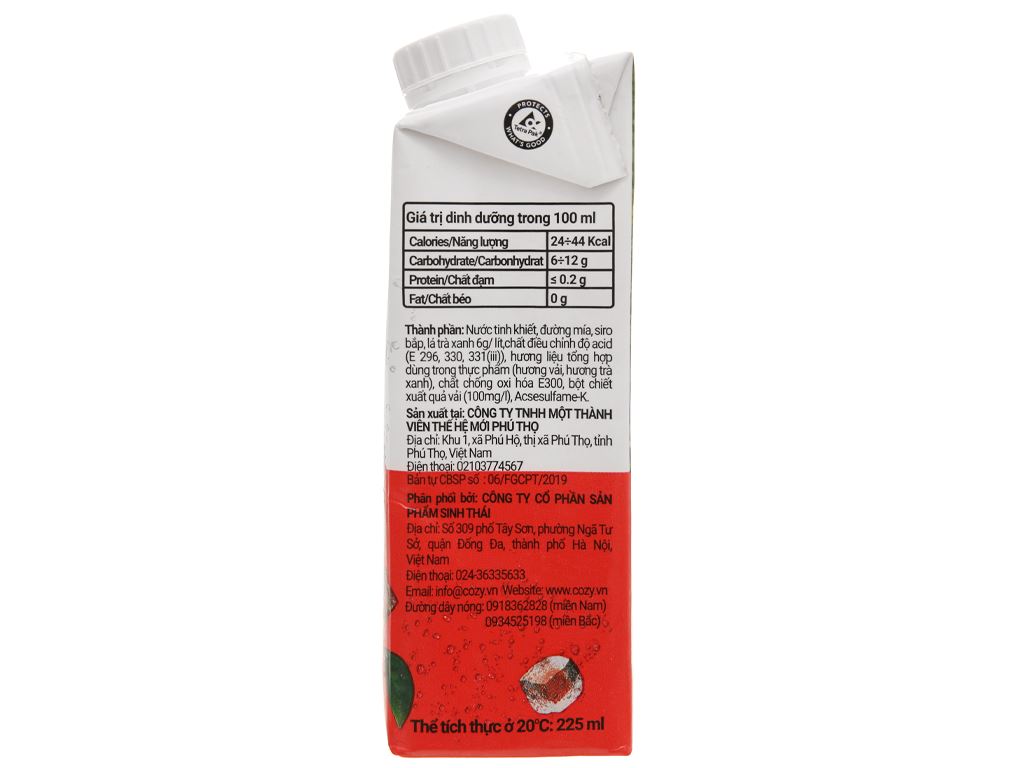 PROTECTS
Tetra Pak®
WHAT'S GOOD
Giá trị dinh dưỡng trong 100 ml
Calories/Năng lượng 24÷44 Kcal
Carbohydrate/Carbonhydrat 6÷12 g
Protein/Chất đạm ≤ 0.2 g
Fat/Chất béo 0 g
Thành phần: Nước tinh khiết, đường mía, siro
bắp, lá trà xanh 6g/ lít,chất điều chỉnh độ acid
(E 296, 330, 331(iii)), hương liệu tổng hợp
dùng trong thực phẩm (hương vải, hương trà
xanh), chất chống oxi hóa E300, bột chiết
xuất quả vải (100mg/l), Acsesulfame-K.
Sản xuất tại: CÔNG TY TNHH MỘT THÀNH
VIÊN THẾ HỆ MỚI PHÚ THỌ
Địa chỉ: Khu 1, xã Phú Hộ, thị xã Phú Thọ, tỉnh
Phú Thọ, Việt Nam
Điện thoại: 02103774567
Bản tự CBSP số : 06/FGCPT/2019
Phân phối bởi: CÔNG TY CỔ PHẦN SẢN
PHẨM SINH THÁI
Địa chỉ: Số 309 phố Tây Sơn, phường Ngã Tư
Sở, quận Đống Đa, thành phố Hà Nội,
Việt Nam
Điện thoại: 024-36335633
Email: info@cozy.vn Website: www.cozy.vn
Đường dây nóng: 0918362828 (miền Nam)
0934525198 (miền Bắc)
Thể tích thực ở 20°C: 225 ml